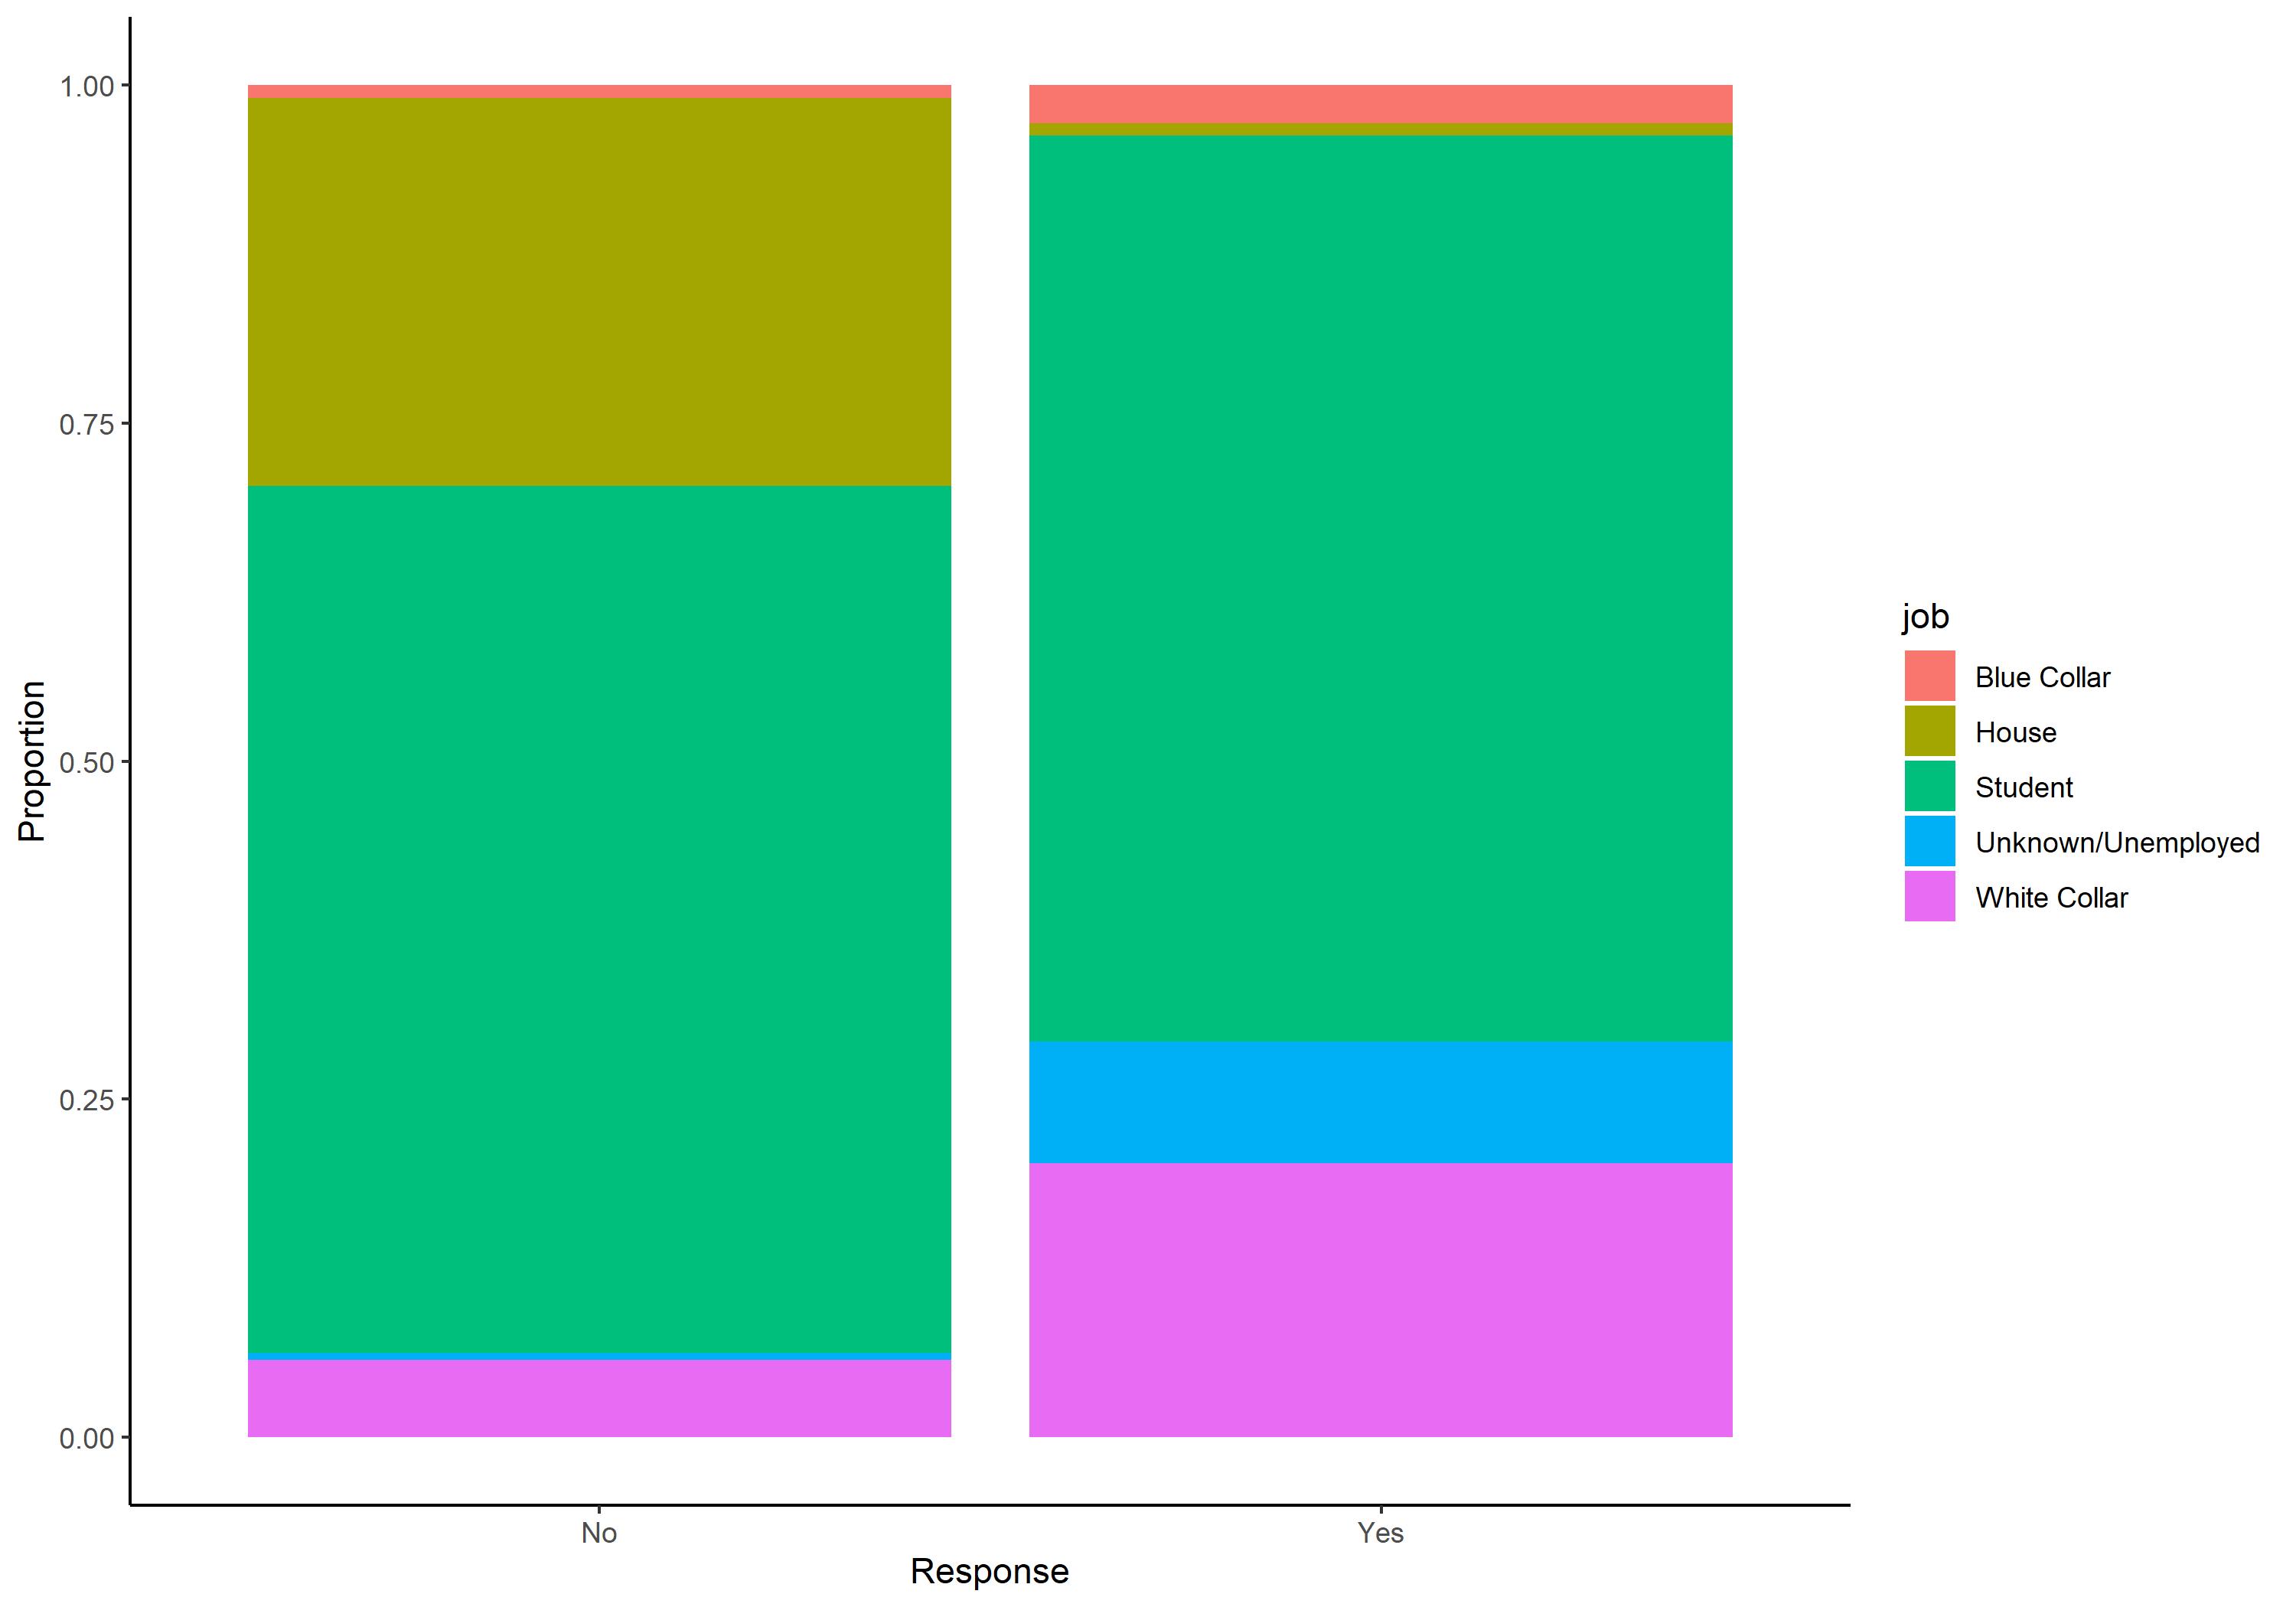 1.00
0.75
0.50
0.25
0.00
Proportion
No
Yes
Response
job
Blue Collar
House
Student
Unknown/Unemployed
White Collar